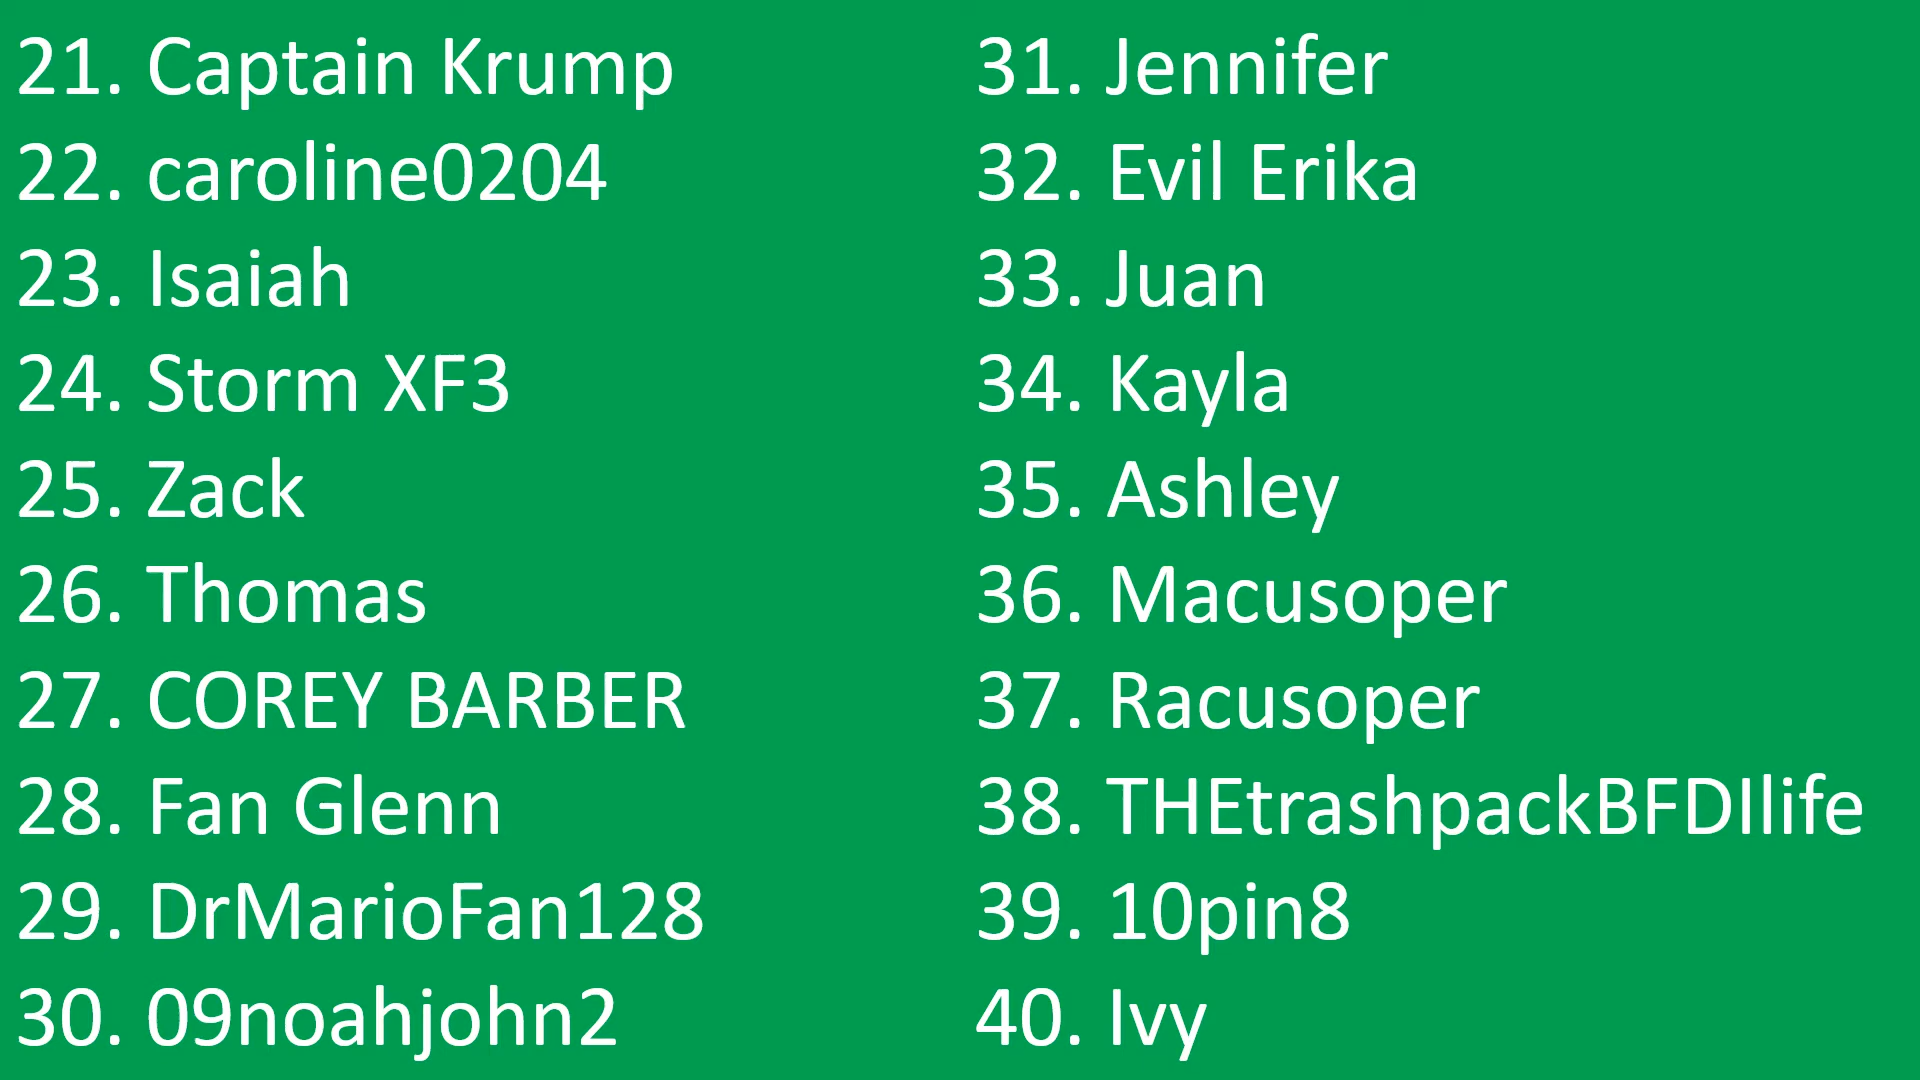 21. Captain Krump
22. caroline0204
23. Isaiah
24. Storm XF3
25. Zack
26. Thomas
27. COREY BARBER
28. Fan Glenn
29. DrMarioFan128
30. 09noahjohn2
31. Jennifer
32. Evil Erika
33. Juan
34. Kayla
35. Ashley
36. Macusoper
37. Racusoper
38. THEtrashpackBFDIlife
39. 10pin8
40. Ivy